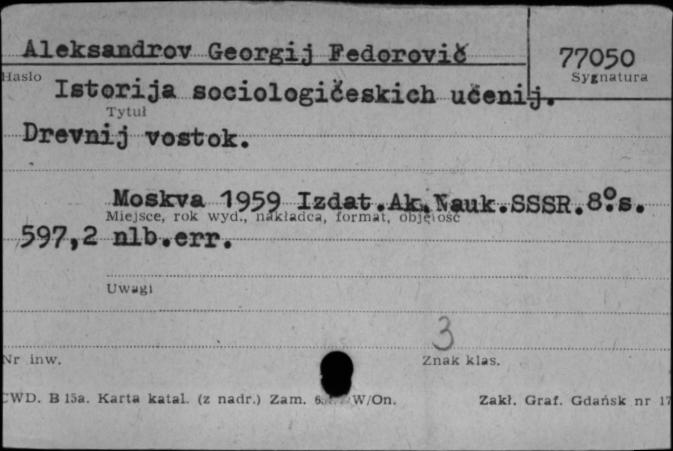 Aleksandrov Georgij Fedorovič
77050
Hasło
Sygnatura
Istorija sociologičeskich učenij.
Tytuł
Drevnij vostok.
Moskva 1959 Izdat.Ak.Nauk.SSSR.8°.s.
Miejsce, rok wyd., nakładca, format, objętość
597,2 nlb.err.
Uwagi
3
Nr inw.
Znak klas.
CWD. B 15a. Karta katal. (z nadr.) Zam. W/On.
Zakł. Graf. Gdańsk nr 17